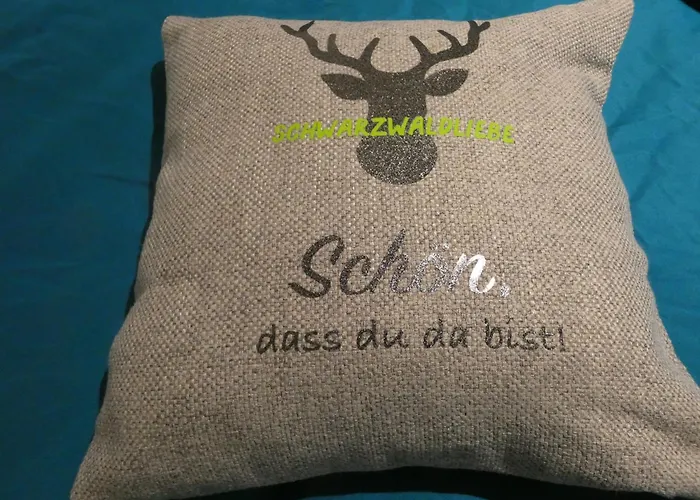 SCHWARZWALDLIEBE
Schön,
dass du da bist!